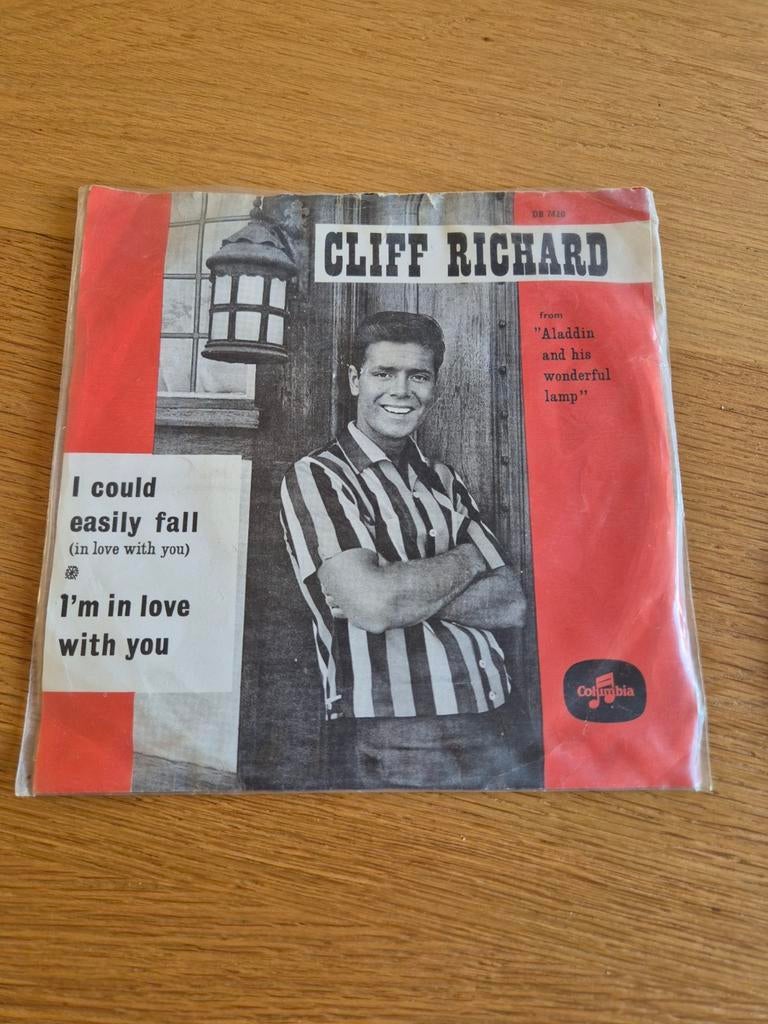 DB 7420
CLIFF RICHARD
from
"Aladdin
and his
wonderful
lamp"
I could
easily fall
(in love with you)
I'm in love
with you
Columbia